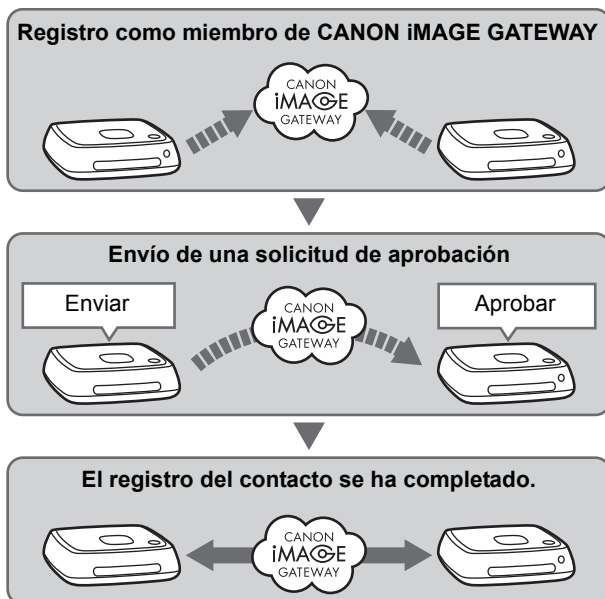 Registro como miembro de CANON iMAGE GATEWAY
CANON
iMAGE
GATEWAY
Envío de una solicitud de aprobación
Enviar
CANON
iMAGE
GATEWAY
Aprobar
El registro del contacto se ha completado.
CANON
iMAGE
GATEWAY